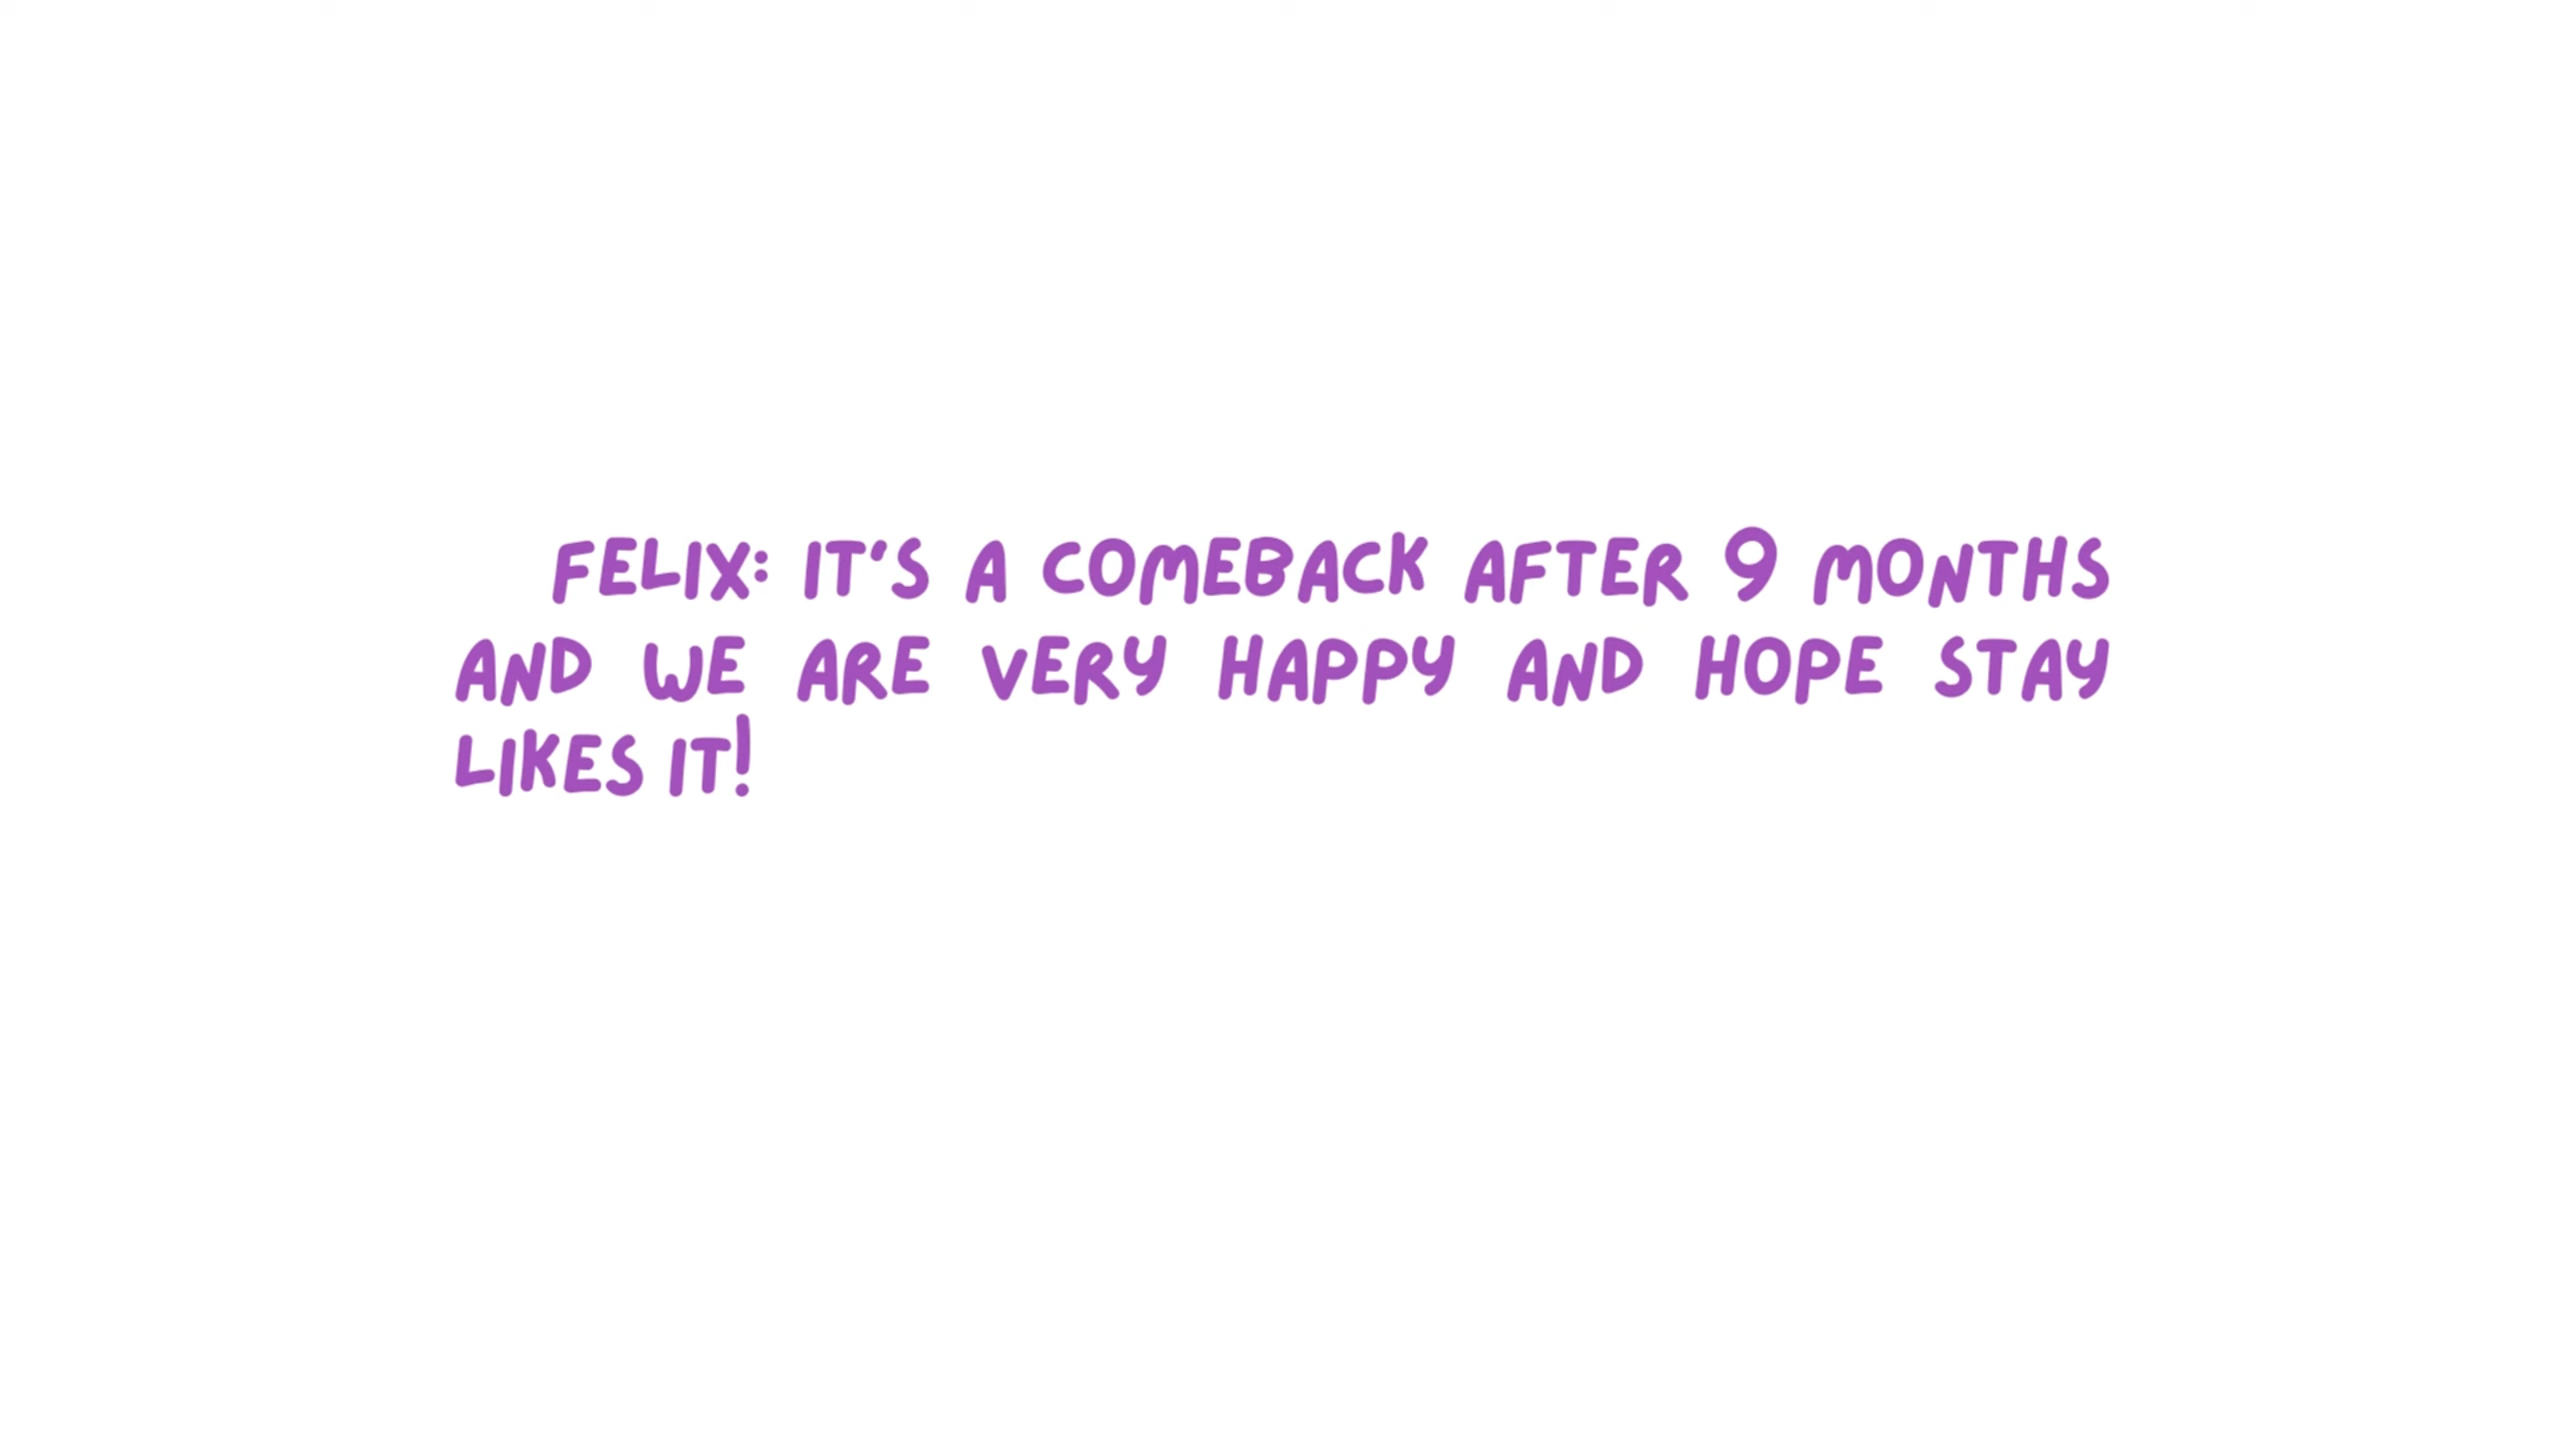 FELIX: IT'S A COMEBACK AFTER 9 MONTHS
AND WE ARE VERY HAPPY AND HOPE STAY
LIKES IT!